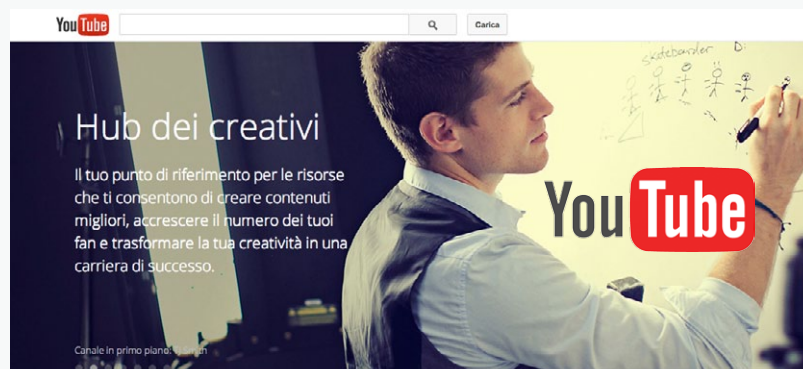 YouTube
Carica
skateboarder D:
Hub dei creativi
Il tuo punto di riferimento per le risorse
che ti consentono di creare contenuti
migliori, accrescere il numero dei tuoi
fan e trasformare la tua creatività in una
carriera di successo.
YouTube
Canale in primo piano: